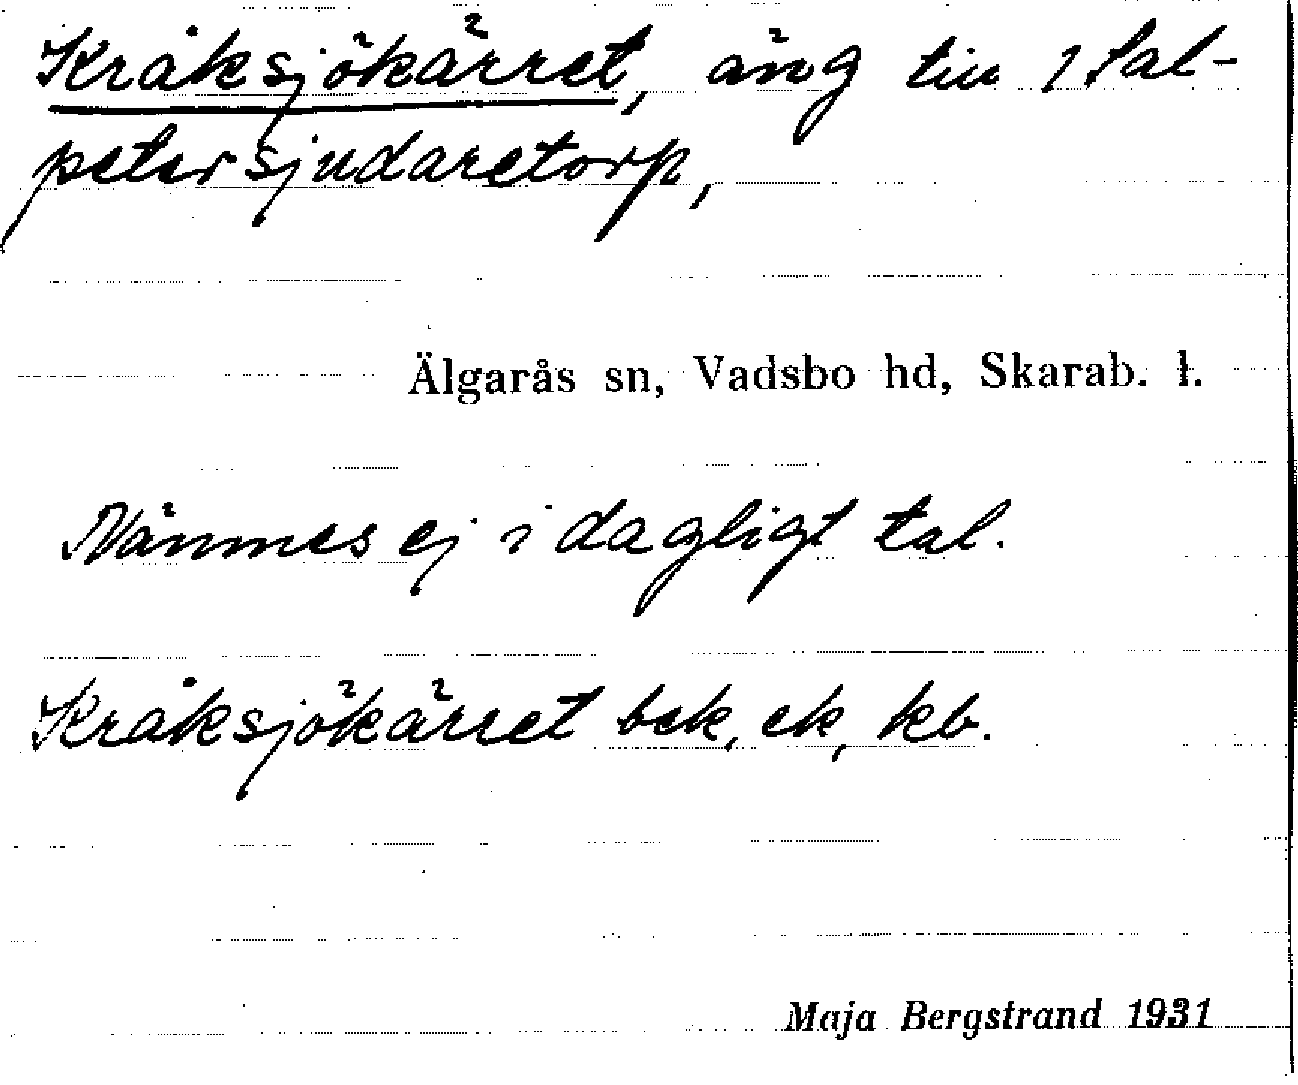 Kråksjökärret, äng till 1 Sal-
petersjudaretorp,
Älgarås sn, Vadsbo hd, Skarab. l.
Nämnes ej i dagligt tal.
Kråksjökärret bek, ek, kb.
Maja Bergstrand 1931